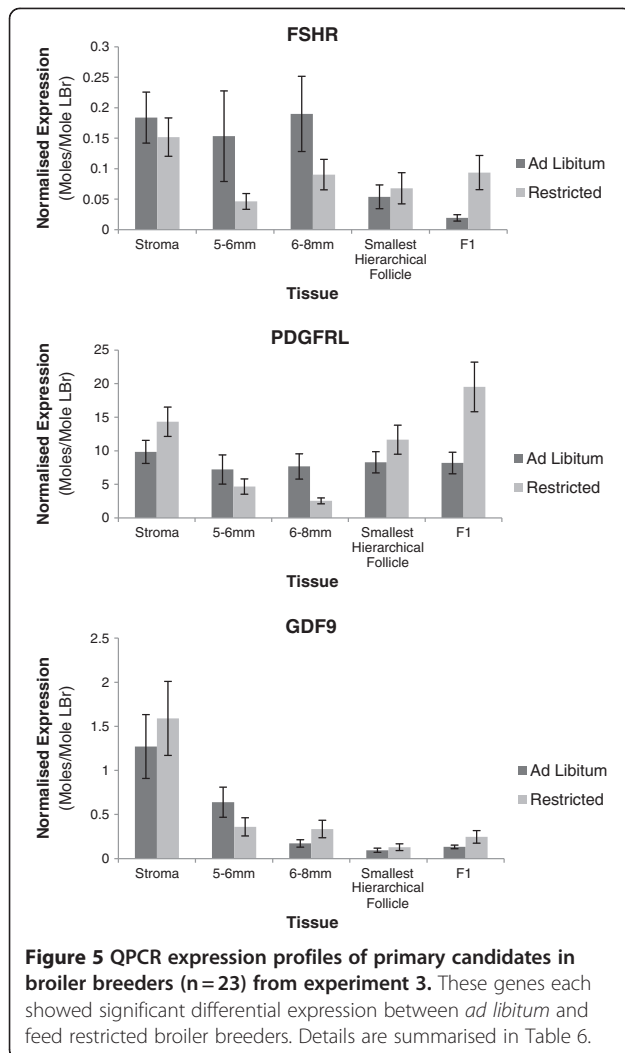 FSHR
Normalised Expression
(Moles/Mole LBr)
0.3
0.25
0.2
0.15
0.1
0.05
0
Stroma
5-6mm
6-8mm
Smallest
Hierarchical
Follicle
F1
Tissue
Ad Libitum
Restricted
PDGFRL
Normalised Expression
(Moles/Mole LBr)
25
20
15
10
5
0
Stroma
5-6mm
6-8mm
Smallest
Hierarchical
Follicle
F1
Tissue
Ad Libitum
Restricted
GDF9
Normalised Expression
(Moles/Mole LBr)
2.5
2
1.5
1
0.5
0
Stroma
5-6mm
6-8mm
Smallest
Hierarchical
Follicle
F1
Tissue
Ad Libitum
Restricted
Figure 5 QPCR expression profiles of primary candidates in
broiler breeders (n = 23) from experiment 3. These genes each
showed significant differential expression between ad libitum and
feed restricted broiler breeders. Details are summarised in Table 6.